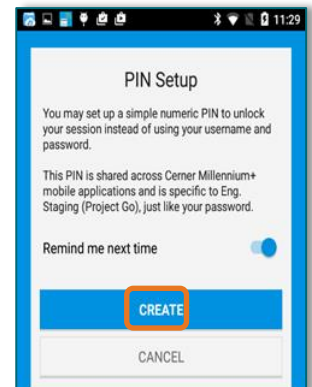 11:29
PIN Setup
You may set up a simple numeric PIN to unlock
your session instead of using your username and
password.
This PIN is shared across Cerner Millennium+
mobile applications and is specific to Eng.
Staging (Project Go), just like your password.
Remind me next time
CREATE
CANCEL